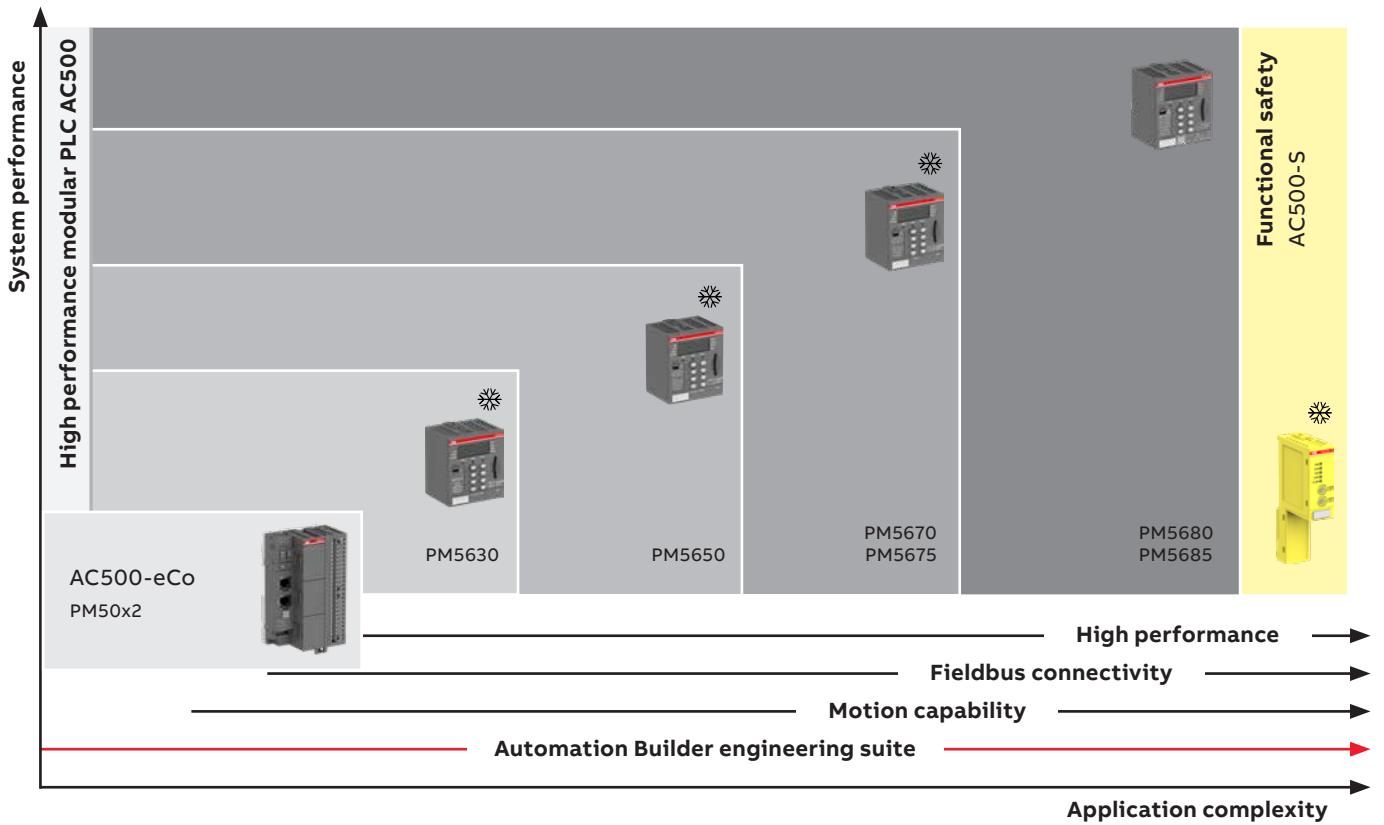 System performance
High performance modular PLC AC500
Functional safety
AC500-S
PM5630
PM5650
PM5670
PM5675
PM5680
PM5685
AC500-eCo
PM50x2
High performance
Fieldbus connectivity
Motion capability
Automation Builder engineering suite
Application complexity